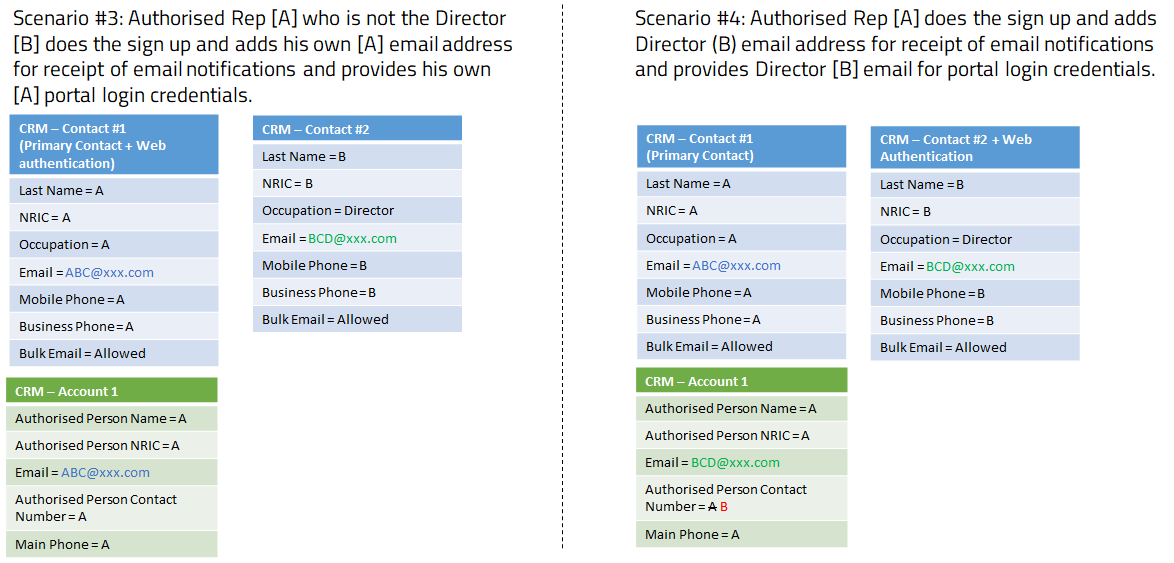 Scenario #3: Authorised Rep [A] who is not the Director
[B] does the sign up and adds his own [A] email address
for receipt of email notifications and provides his own
[A] portal login credentials.
CRM – Contact #1
(Primary Contact + Web
authentication)
Last Name = A
NRIC = A
Occupation = A
Email = ABC@xxx.com
Mobile Phone = A
Business Phone = A
Bulk Email = Allowed
CRM – Contact #2
Last Name = B
NRIC = B
Occupation = Director
Email = BCD@xxx.com
Mobile Phone = B
Business Phone = B
Bulk Email = Allowed
CRM – Account 1
Authorised Person Name = A
Authorised Person NRIC = A
Email = ABC@xxx.com
Authorised Person Contact
Number = A
Main Phone = A
Scenario #4: Authorised Rep [A] does the sign up and adds
Director (B) email address for receipt of email notifications
and provides Director [B] email for portal login credentials.
CRM – Contact #1
(Primary Contact)
Last Name = A
NRIC = A
Occupation = A
Email = ABC@xxx.com
Mobile Phone = A
Business Phone = A
Bulk Email = Allowed
CRM – Contact #2 + Web
Authentication
Last Name = B
NRIC = B
Occupation = Director
Email = BCD@xxx.com
Mobile Phone = B
Business Phone = B
Bulk Email = Allowed
CRM – Account 1
Authorised Person Name = A
Authorised Person NRIC = A
Email = BCD@xxx.com
Authorised Person Contact
Number = A B
Main Phone = A